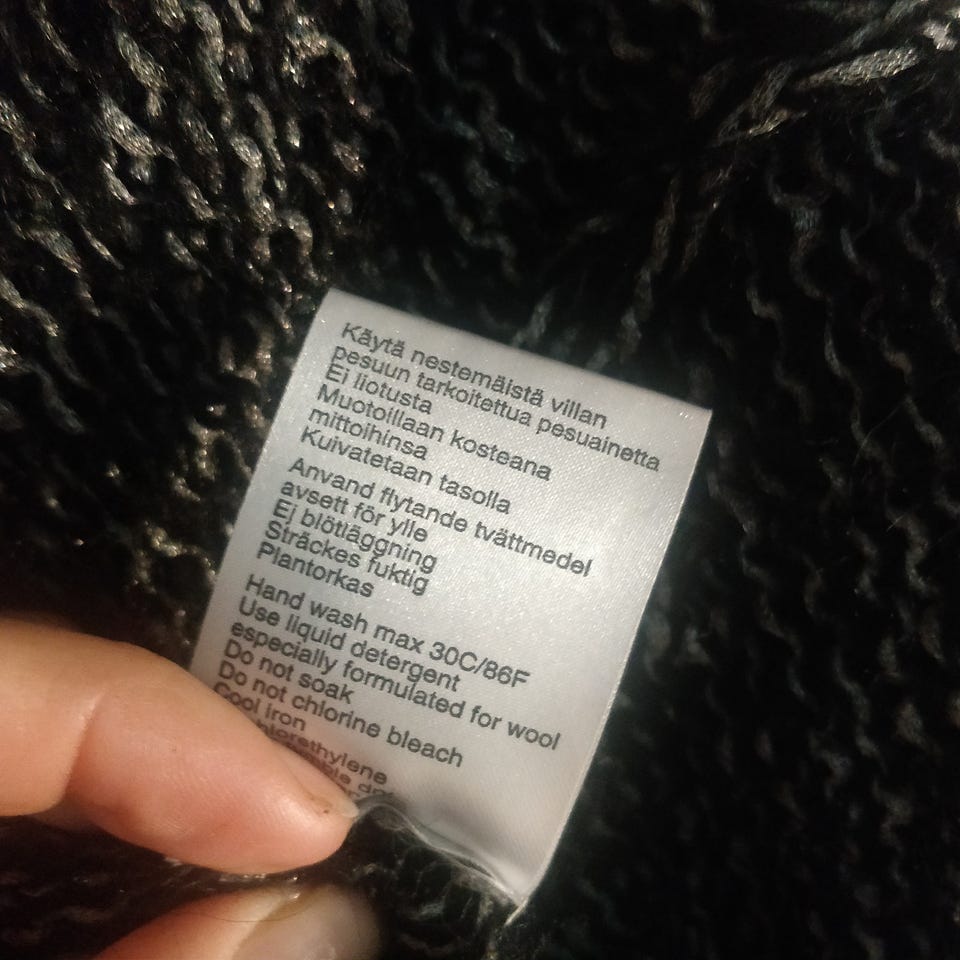 Käytä nestemäistä villan
pesuun tarkoitettua pesuainetta
Ei liotusta
Muotoillaan kosteana
mittoihinsa
Kuivatetaan tasolla
Anvand flytande tvättmedel
avsett för ylle
Ej blötläggning
Sträckes fuktig
Plantorkas
Hand wash max 30C/86F
Use liquid detergent
especially formulated for wool
Do not soak
Do not chlorine bleach
Cool iron